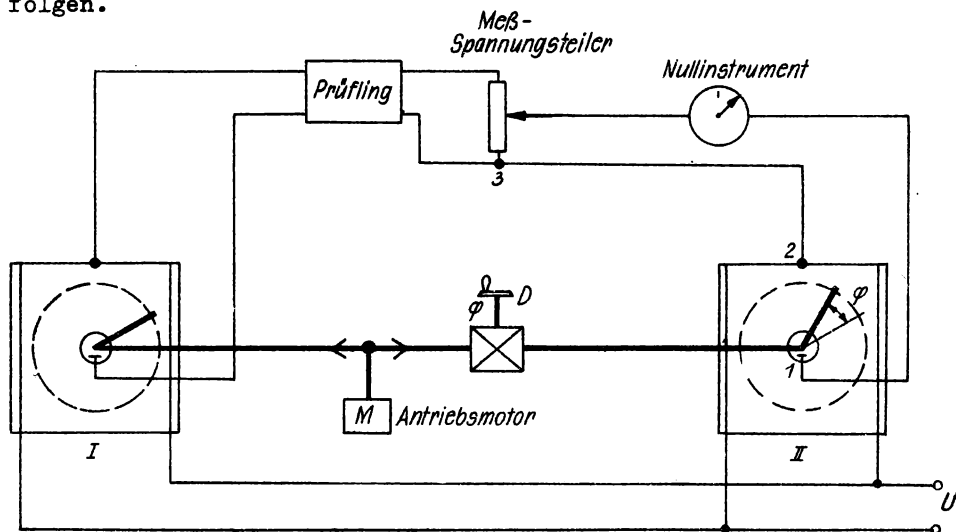 folgen.
Meß-
Spannungsteiler
Nullinstrument
Prüfling
3
2
φ
D
φ
1
M Antriebsmotor
I
II
U